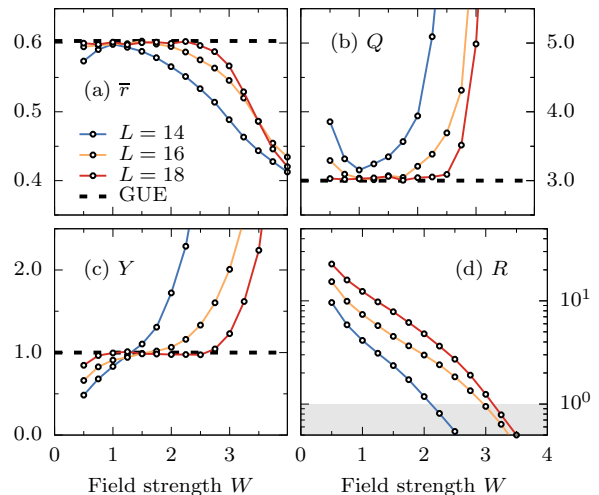 0.6
0.5
0.4
(a) r̅
L = 14
L = 16
L = 18
GUE
(b) Q
5.0
4.0
3.0
2.0
1.0
0.0
(c) Y
(d) R
10¹
10⁰
0 1 2 3
0 1 2 3 4
Field strength W
Field strength W